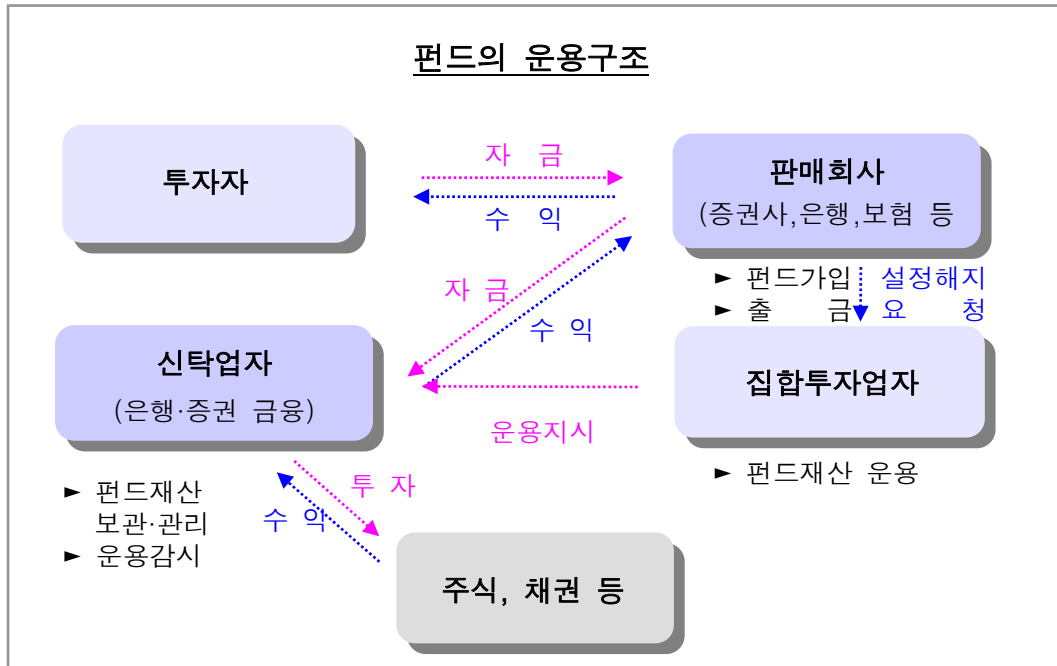 펀드의 운용구조
투자자
자 금
수 익
판매회사
(증권사,은행,보험 등
► 펀드가입
► 출 금
설정해지
요 청
자 금
수 익
신탁업자
(은행·증권 금융)
집합투자업자
운용지시
► 펀드재산 운용
► 펀드재산
보관·관리
► 운용감시
투 자
수 익
주식, 채권 등